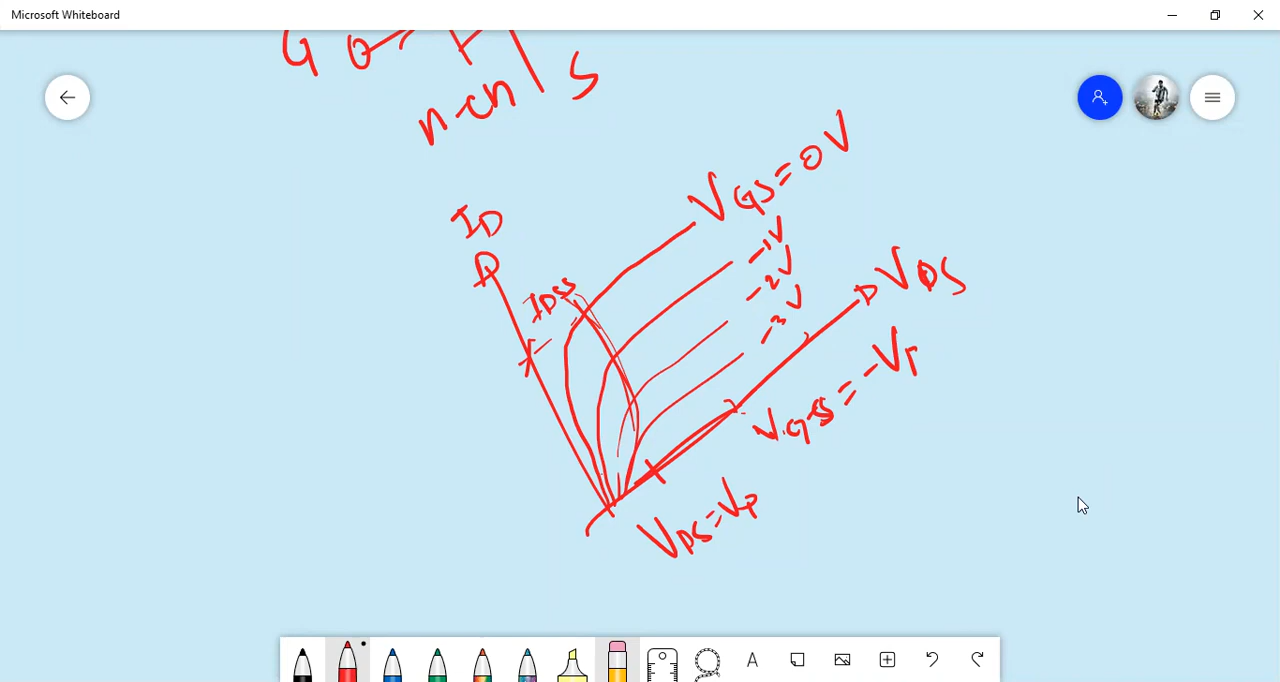 Microsoft Whiteboard
G
n-ch
S
ID
IDSS
VGS=0V
-1V
-2V
-3V
VDS
VGS=-VP
VDS=VP
A